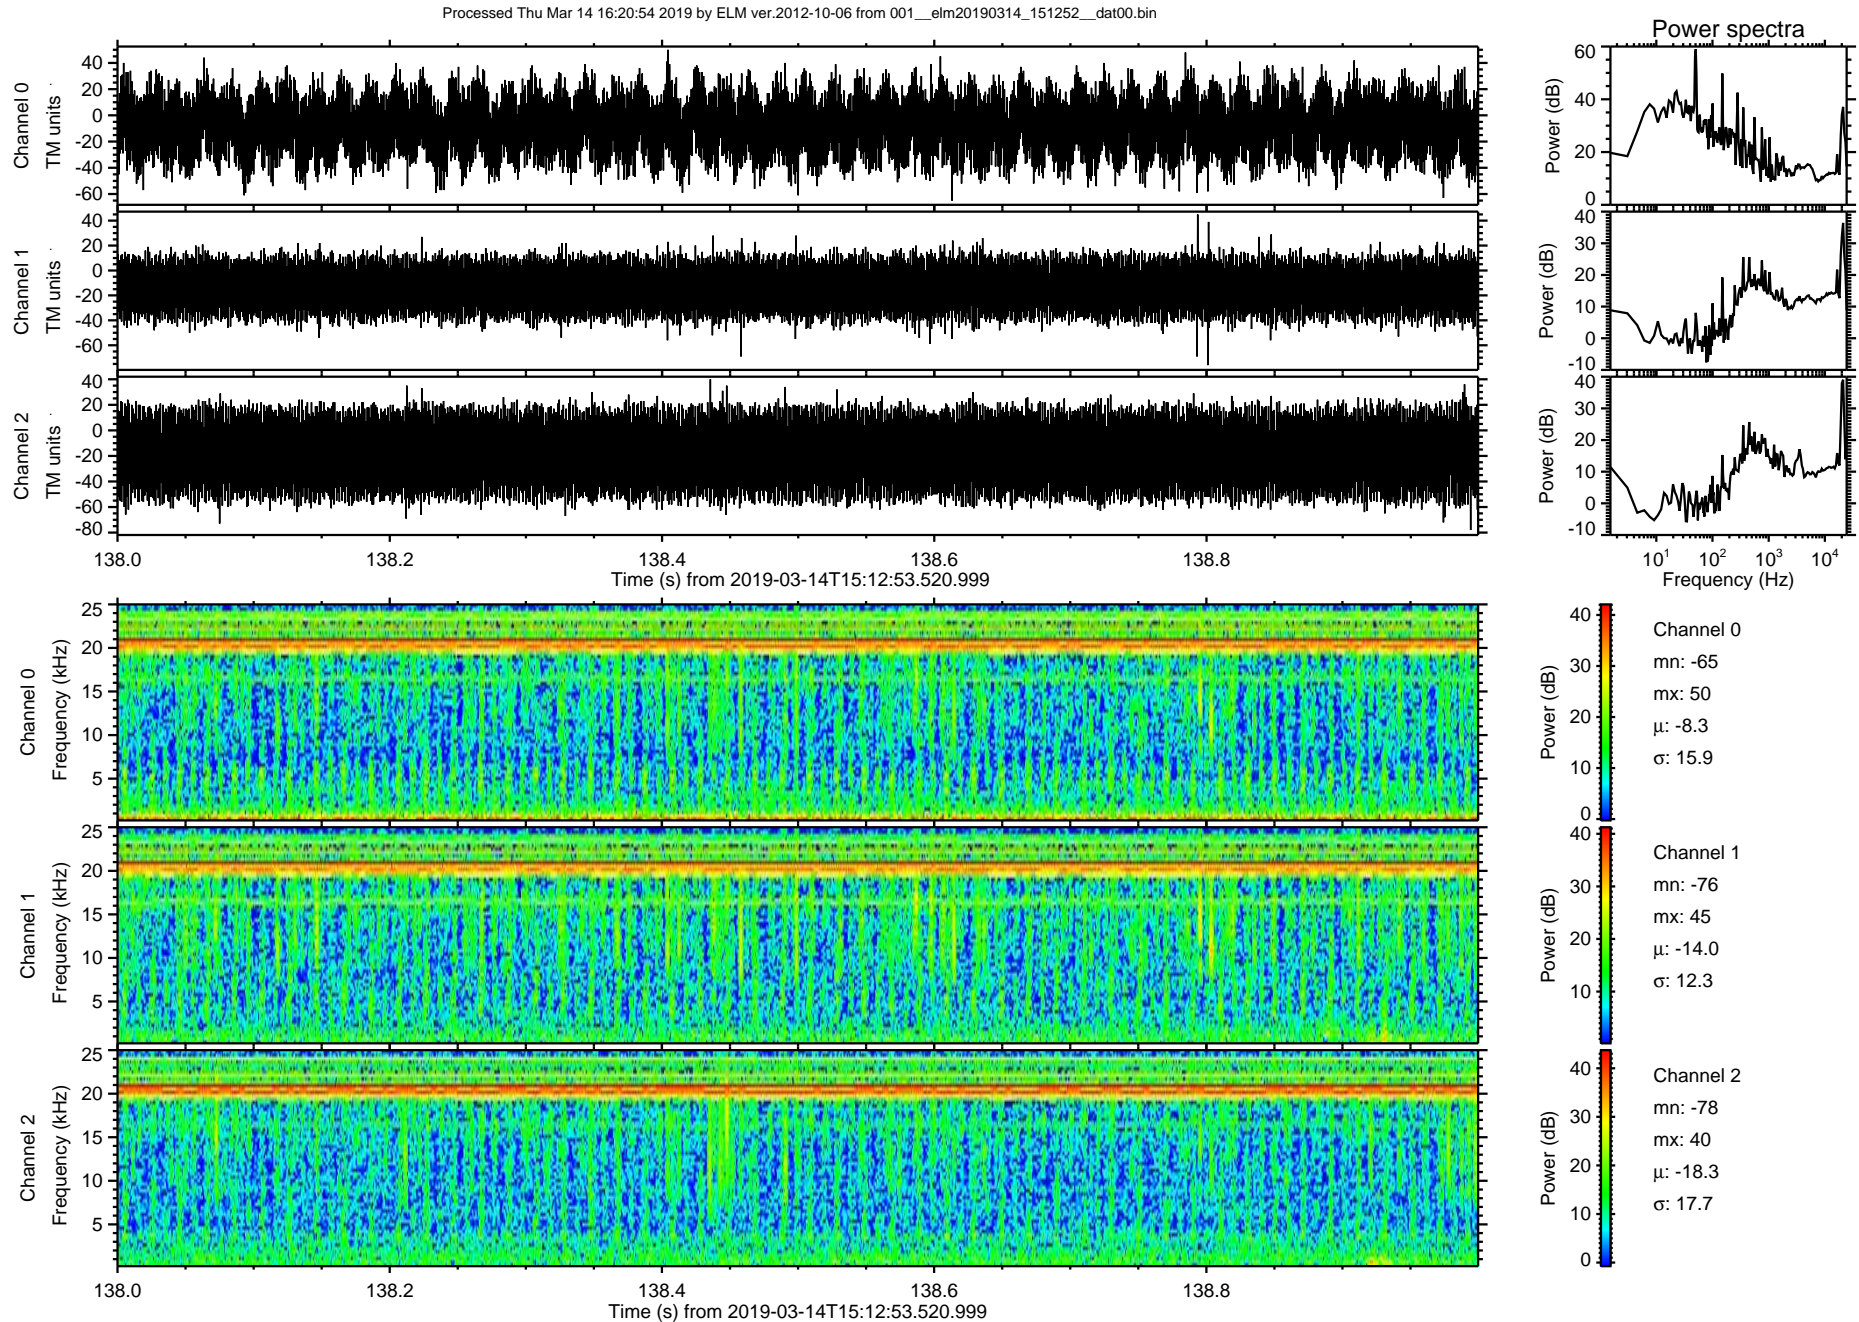 Processed Thu Mar 14 16:20:54 2019 by ELM ver.2012-10-06 from 001__elm20190314_151252__dat00.bin
Power spectra
Channel 0
TM units
40
20
0
-20
-40
-60
Power (dB)
60
40
20
0
Channel 1
TM units
40
20
0
-20
-40
-60
Power (dB)
40
30
20
10
0
-10
Channel 2
TM units
40
20
0
-20
-40
-60
-80
Power (dB)
40
30
20
10
0
-10
138.0 138.2 138.4 138.6 138.8
Time (s) from 2019-03-14T15:12:53.520.999
10¹ 10² 10³ 10⁴
Frequency (Hz)
Channel 0
Frequency (kHz)
25
20
15
10
5
Power (dB)
40
30
20
10
0
Channel 0
mn: -65
mx: 50
µ: -8.3
σ: 15.9
Channel 1
Frequency (kHz)
25
20
15
10
5
Power (dB)
40
30
20
10
Channel 1
mn: -76
mx: 45
µ: -14.0
σ: 12.3
Channel 2
Frequency (kHz)
25
20
15
10
5
Power (dB)
40
30
20
10
0
Channel 2
mn: -78
mx: 40
µ: -18.3
σ: 17.7
138.0 138.2 138.4 138.6 138.8
Time (s) from 2019-03-14T15:12:53.520.999